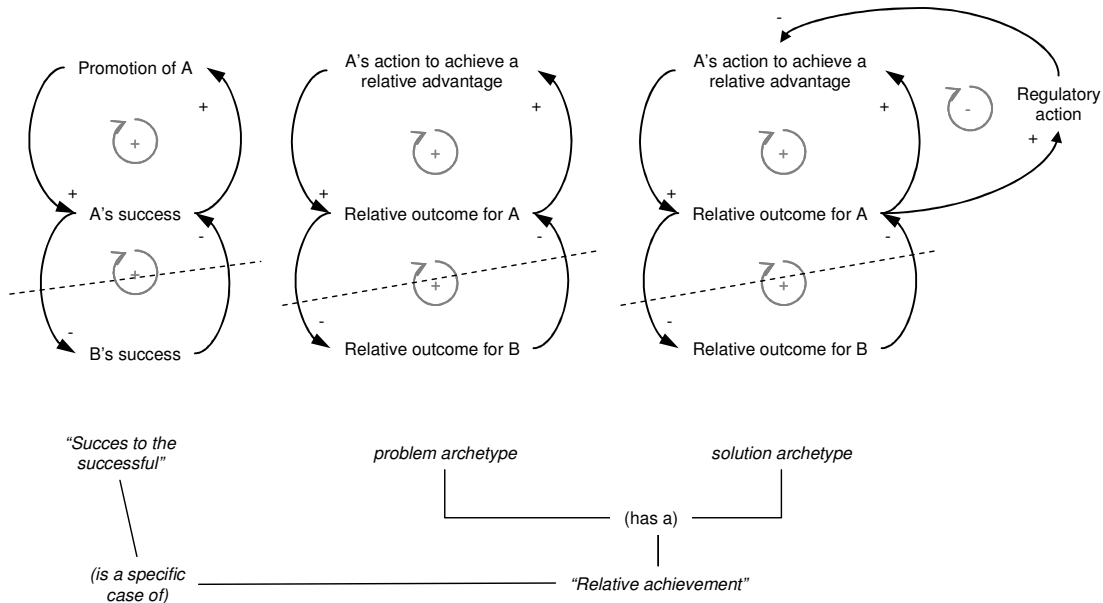 -
Promotion of A
A's action to achieve a
relative advantage
A's action to achieve a
relative advantage
Regulatory
action
+
+
+
+
+
+
-
+
+
+
+
A's success
Relative outcome for A
Relative outcome for A
-
-
-
+
+
+
-
-
-
B's success
Relative outcome for B
Relative outcome for B
“Succes to the
successful”
problem archetype
solution archetype
(has a)
(is a specific
case of)
“Relative achievement”